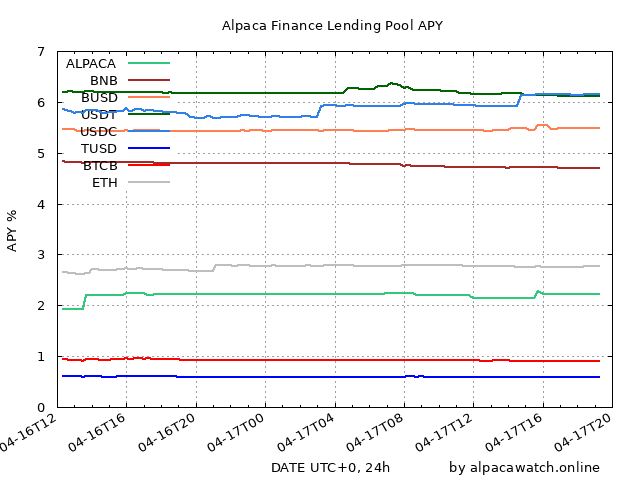 Alpaca Finance Lending Pool APY
7
6
5
4
3
2
1
0
APY %
ALPACA
BNB
BUSD
USDT
USDC
TUSD
BTCB
ETH
04-16T12
04-16T16
04-16T20
04-17T00
04-17T04
04-17T08
04-17T12
04-17T16
04-17T20
DATE UTC+0, 24h
by alpacawatch.online